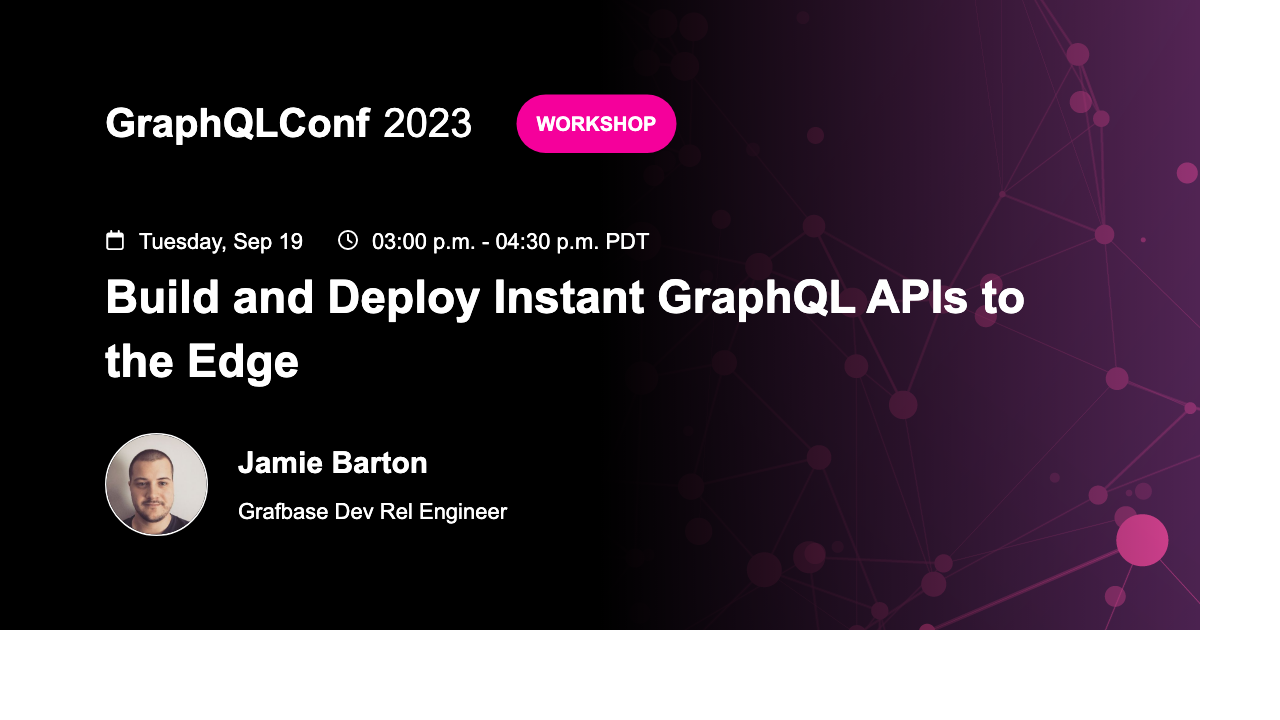 GraphQLConf 2023 WORKSHOP
Tuesday, Sep 19 03:00 p.m. - 04:30 p.m. PDT
Build and Deploy Instant GraphQL APIs to
the Edge
Jamie Barton
Grafbase Dev Rel Engineer